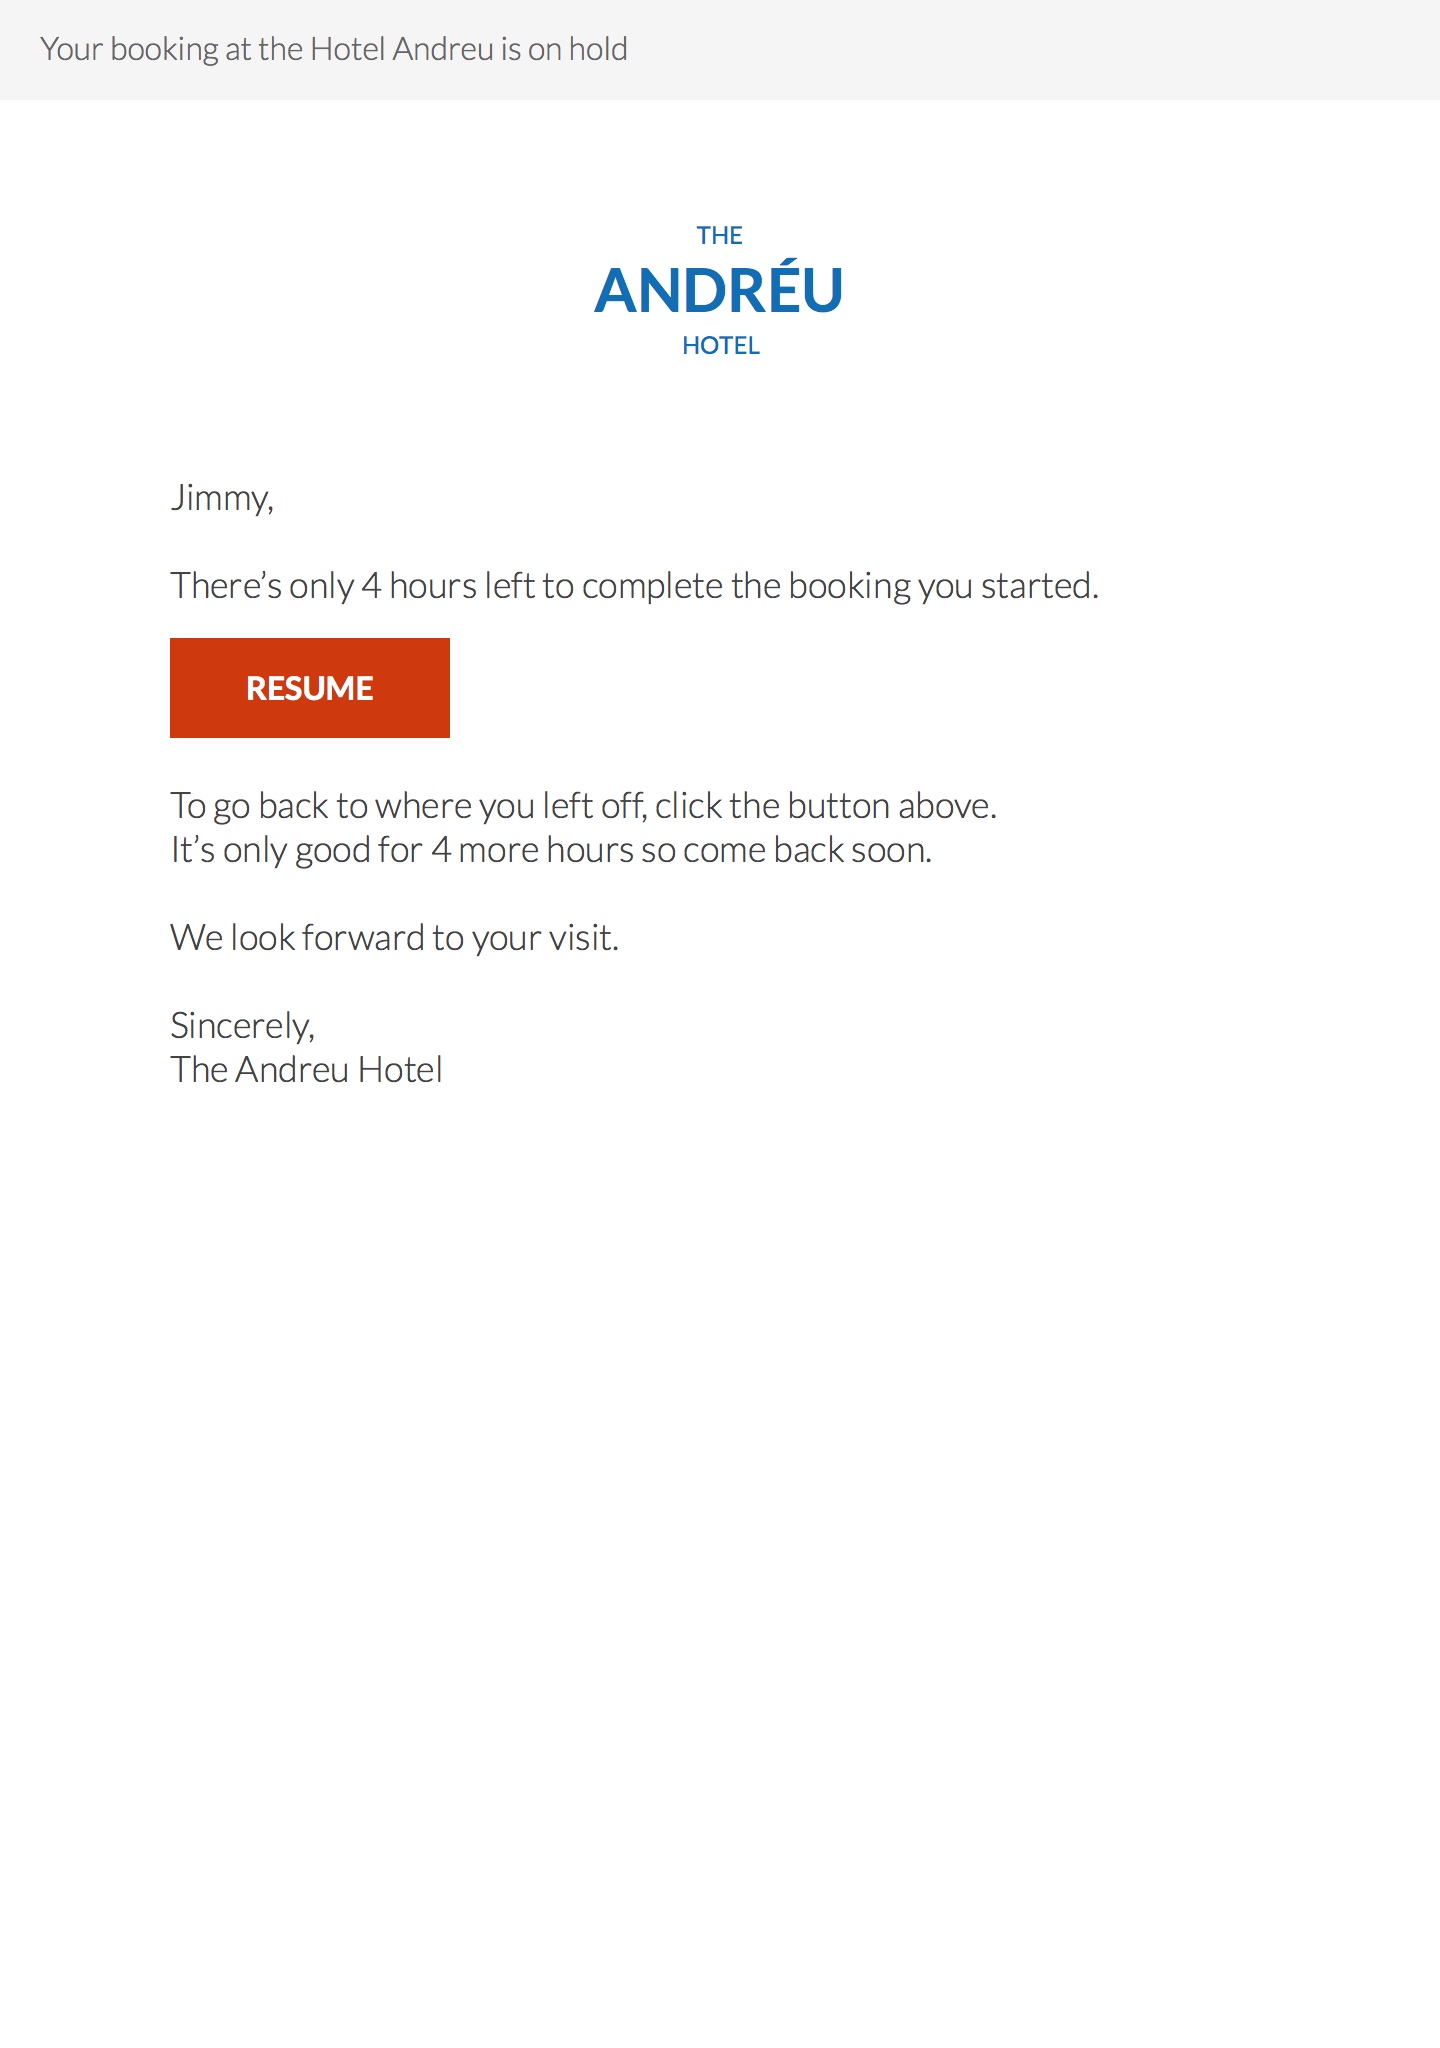 Your booking at the Hotel Andreu is on hold
THE
ANDRÉU
HOTEL
Jimmy,
There’s only 4 hours left to complete the booking you started.
RESUME
To go back to where you left off, click the button above.
It’s only good for 4 more hours so come back soon.
We look forward to your visit.
Sincerely,
The Andreu Hotel